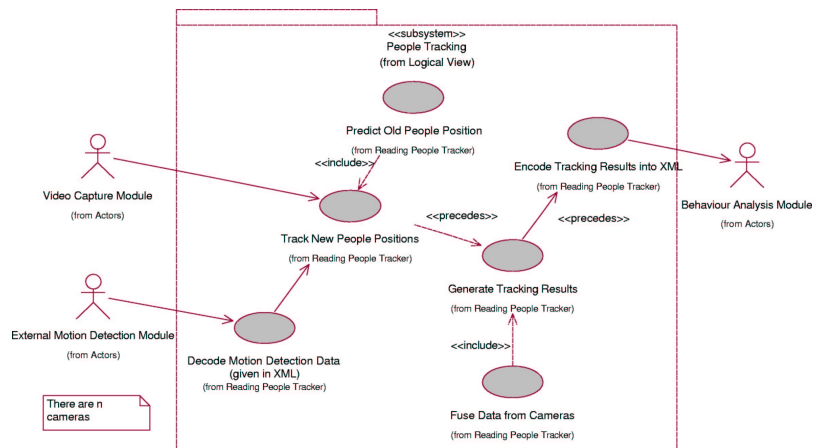 <<subsystem>>
People Tracking
(from Logical View)
Predict Old People Position
(from Reading People Tracker)
<<include>>
Video Capture Module
(from Actors)
Encode Tracking Results into XML
(from Reading People Tracker)
Behaviour Analysis Module
(from Actors)
<<precedes>>
<<precedes>>
Track New People Positions
(from Reading People Tracker)
Generate Tracking Results
(from Reading People Tracker)
External Motion Detection Module
(from Actors)
<<include>>
Decode Motion Detection Data
(given in XML)
(from Reading People Tracker)
There are n
cameras
Fuse Data from Cameras
(from Reading People Tracker)